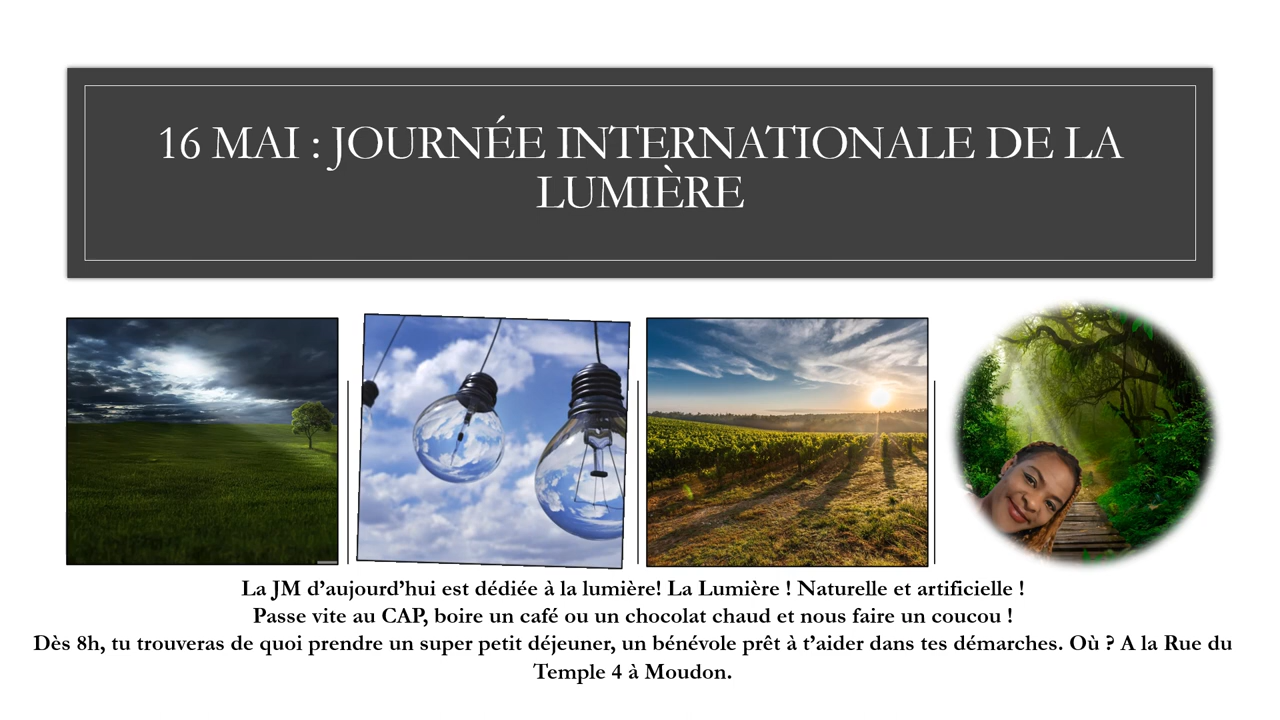 16 MAI : JOURNÉE INTERNATIONALE DE LA
LUMIÈRE
La JM d’aujourd’hui est dédiée à la lumière! La Lumière ! Naturelle et artificielle !
Passe vite au CAP, boire un café ou un chocolat chaud et nous faire un coucou !
Dès 8h, tu trouveras de quoi prendre un super petit déjeuner, un bénévole prêt à t’aider dans tes démarches. Où ? A la Rue du
Temple 4 à Moudon.